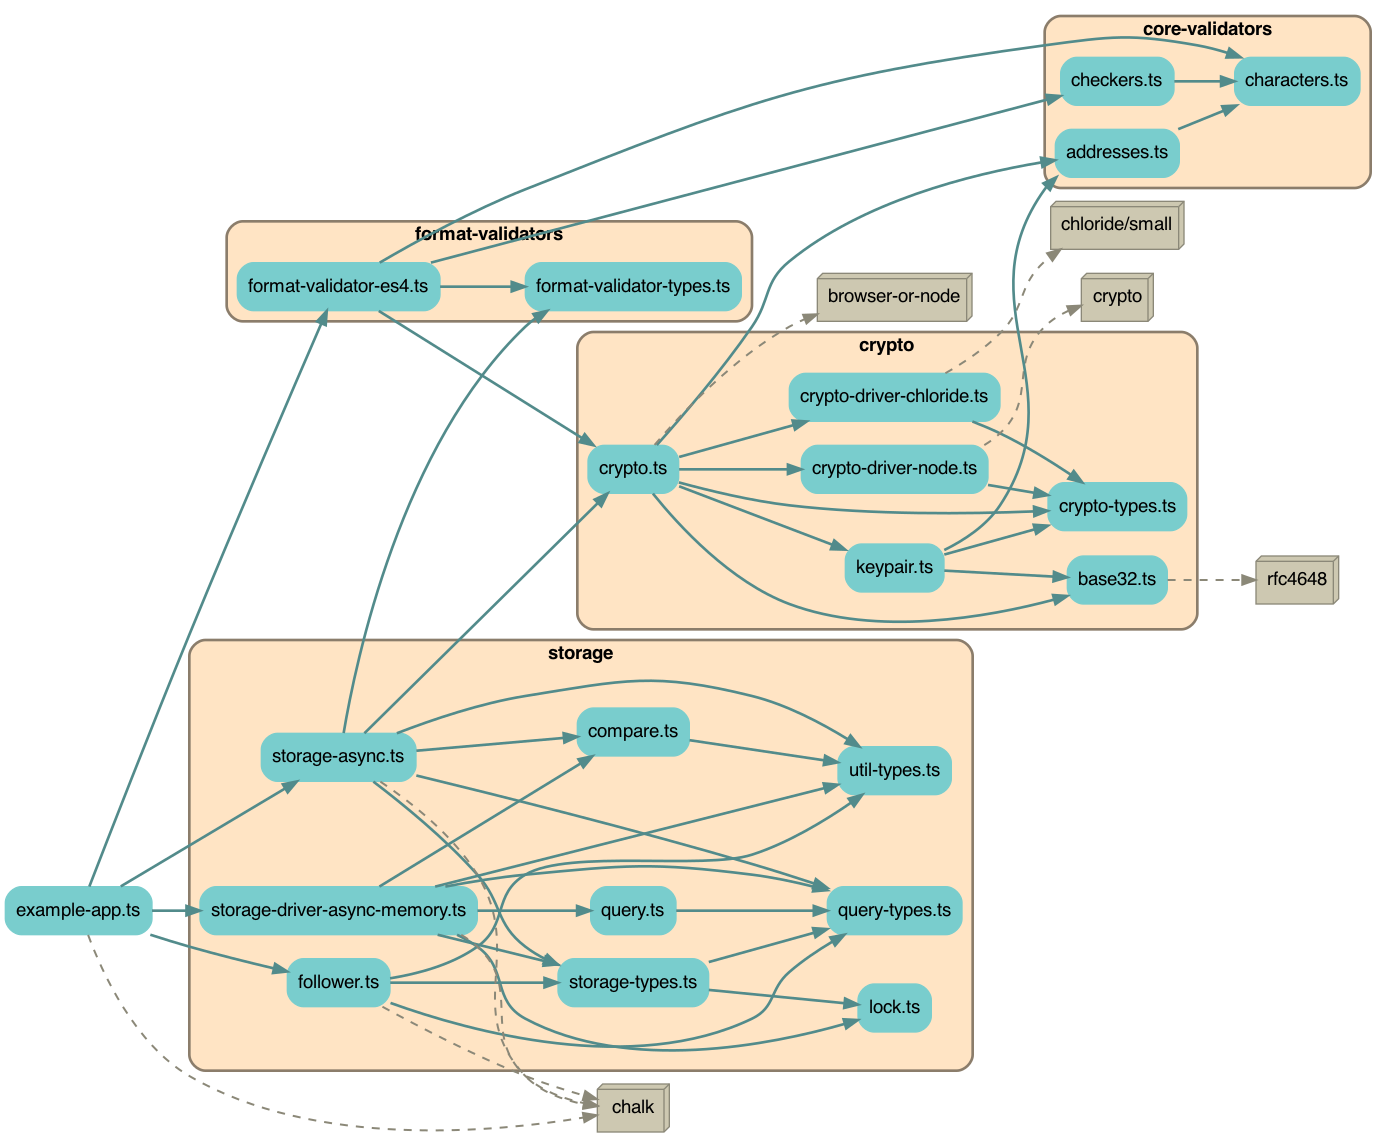 core-validators
checkers.ts
characters.ts
addresses.ts
chloride/small
format-validators
format-validator-es4.ts
format-validator-types.ts
browser-or-node
crypto
crypto
crypto-driver-chloride.ts
crypto.ts
crypto-driver-node.ts
crypto-types.ts
keypair.ts
base32.ts
rfc4648
storage
compare.ts
storage-async.ts
util-types.ts
example-app.ts
storage-driver-async-memory.ts
query.ts
query-types.ts
follower.ts
storage-types.ts
lock.ts
chalk